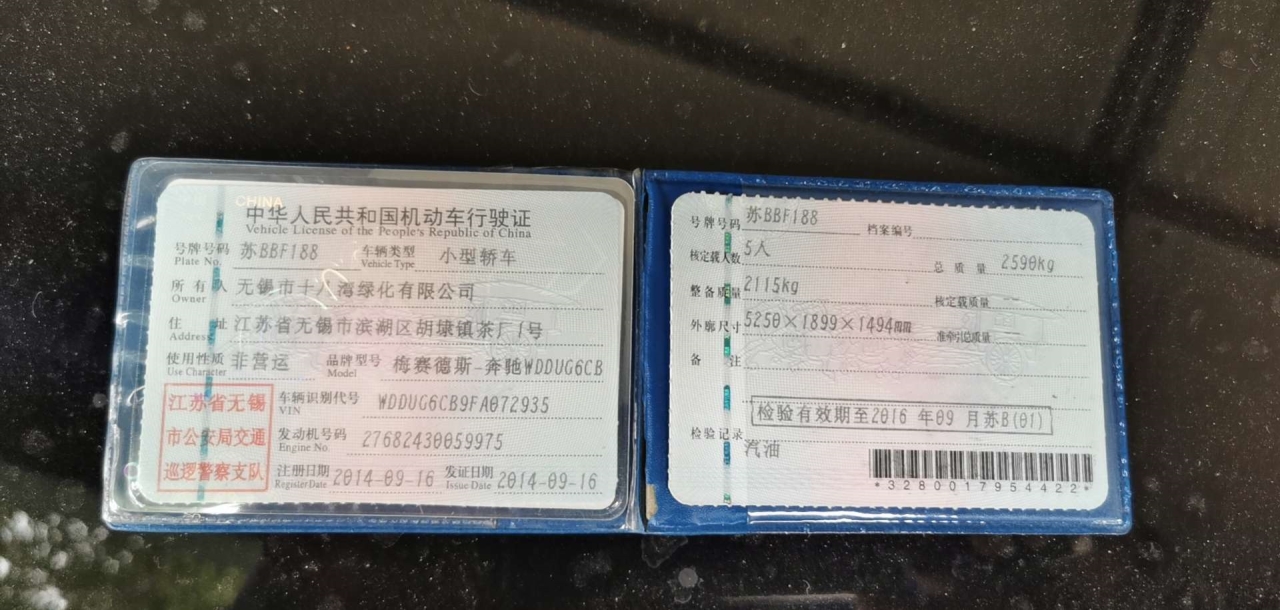 CHINA
中华人民共和国机动车行驶证
Vehicle License of the People's Republic of China
号牌号码 苏BBF188 车辆类型 小型轿车
Plate No. Vehicle Type
所有人 无锡市十八湾绿化有限公司
Owner
住址 江苏省无锡市滨湖区胡埭镇茶厂1号
Address
使用性质 非营运 品牌型号 梅赛德斯-奔驰WDDUG6CB
Use Character Model
江苏省无锡
市公安局交通
巡逻警察支队
车辆识别代号 WDDUG6CB9FA072935
VIN
发动机号码 27682430059975
Engine No.
注册日期 2014-09-16 发证日期 2014-09-16
Register Date Issue Date
号牌号码 苏BBF188 档案编号
核定载人数 5人 总质量 2590kg
整备质量 2115kg 核定载质量
外廓尺寸 5250×1899×1494mm 准牵引总质量
备注
检验有效期至2016 年09 月苏B(01)
检验记录
汽油
*3280017954422*